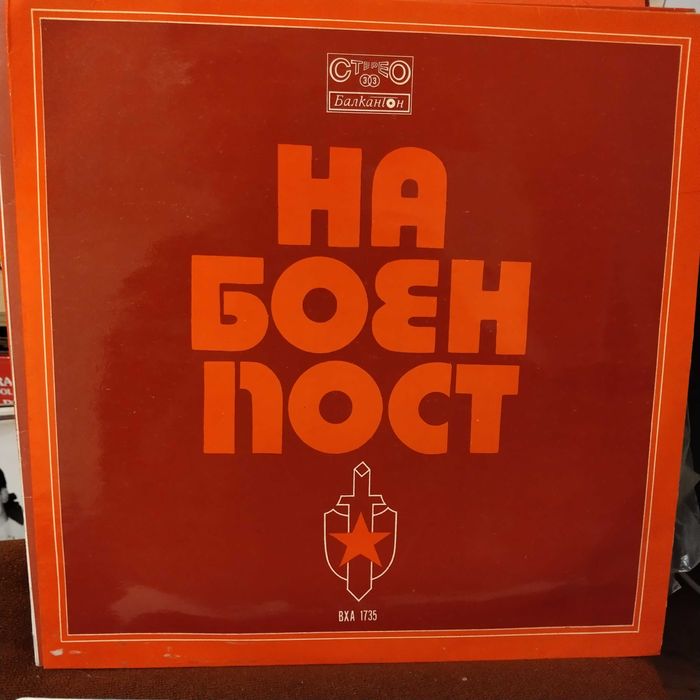 СТЕРЕО
33
Балкантон
НА
БОЕН
ПОСТ
ВХА 1735